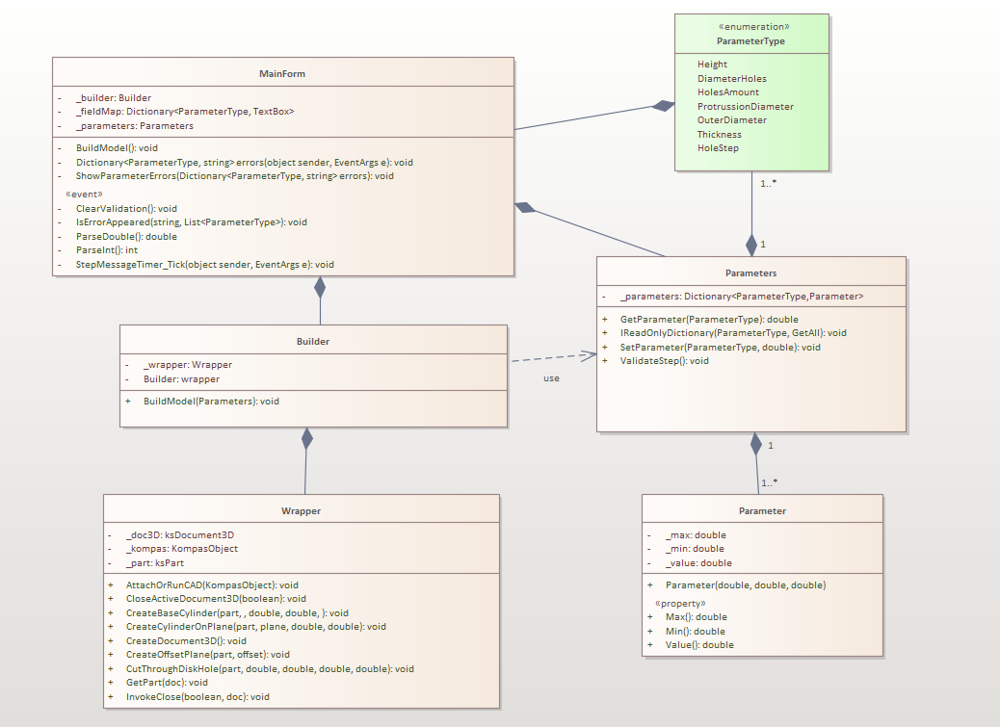 «enumeration»
ParameterType
Height
DiameterHoles
HolesAmount
ProtrussionDiameter
OuterDiameter
Thickness
HoleStep
MainForm
- _builder: Builder
- _fieldMap: Dictionary<ParameterType, TextBox>
- _parameters: Parameters
- BuildModel(): void
- Dictionary<ParameterType, string> errors(object sender, EventArgs e): void
- ShowParameterErrors(Dictionary<ParameterType, string> errors): void
«event»
- ClearValidation(): void
- IsErrorAppeared(string, List<ParameterType>): void
- ParseDouble(): double
- ParseInt(): int
- StepMessageTimer_Tick(object sender, EventArgs e): void
1..*
1
Parameters
- _parameters: Dictionary<ParameterType,Parameter>
+ GetParameter(ParameterType): double
+ IReadOnlyDictionary(ParameterType, GetAll): void
+ SetParameter(ParameterType, double): void
+ ValidateStep(): void
Builder
- _wrapper: Wrapper
- Builder: wrapper
+ BuildModel(Parameters): void
use
1
1..*
Wrapper
- _doc3D: ksDocument3D
- _kompas: KompasObject
- _part: ksPart
+ AttachOrRunCAD(KompasObject): void
+ CloseActiveDocument3D(boolean): void
+ CreateBaseCylinder(part, , double, double, ): void
+ CreateCylinderOnPlane(part, plane, double, double): void
+ CreateDocument3D(): void
+ CreateOffsetPlane(part, offset): void
+ CutThroughDiskHole(part, double, double, double, double): void
+ GetPart(doc): void
+ InvokeClose(boolean, doc): void
Parameter
- _max: double
- _min: double
- _value: double
+ Parameter(double, double, double)
«property»
+ Max(): double
+ Min(): double
+ Value(): double